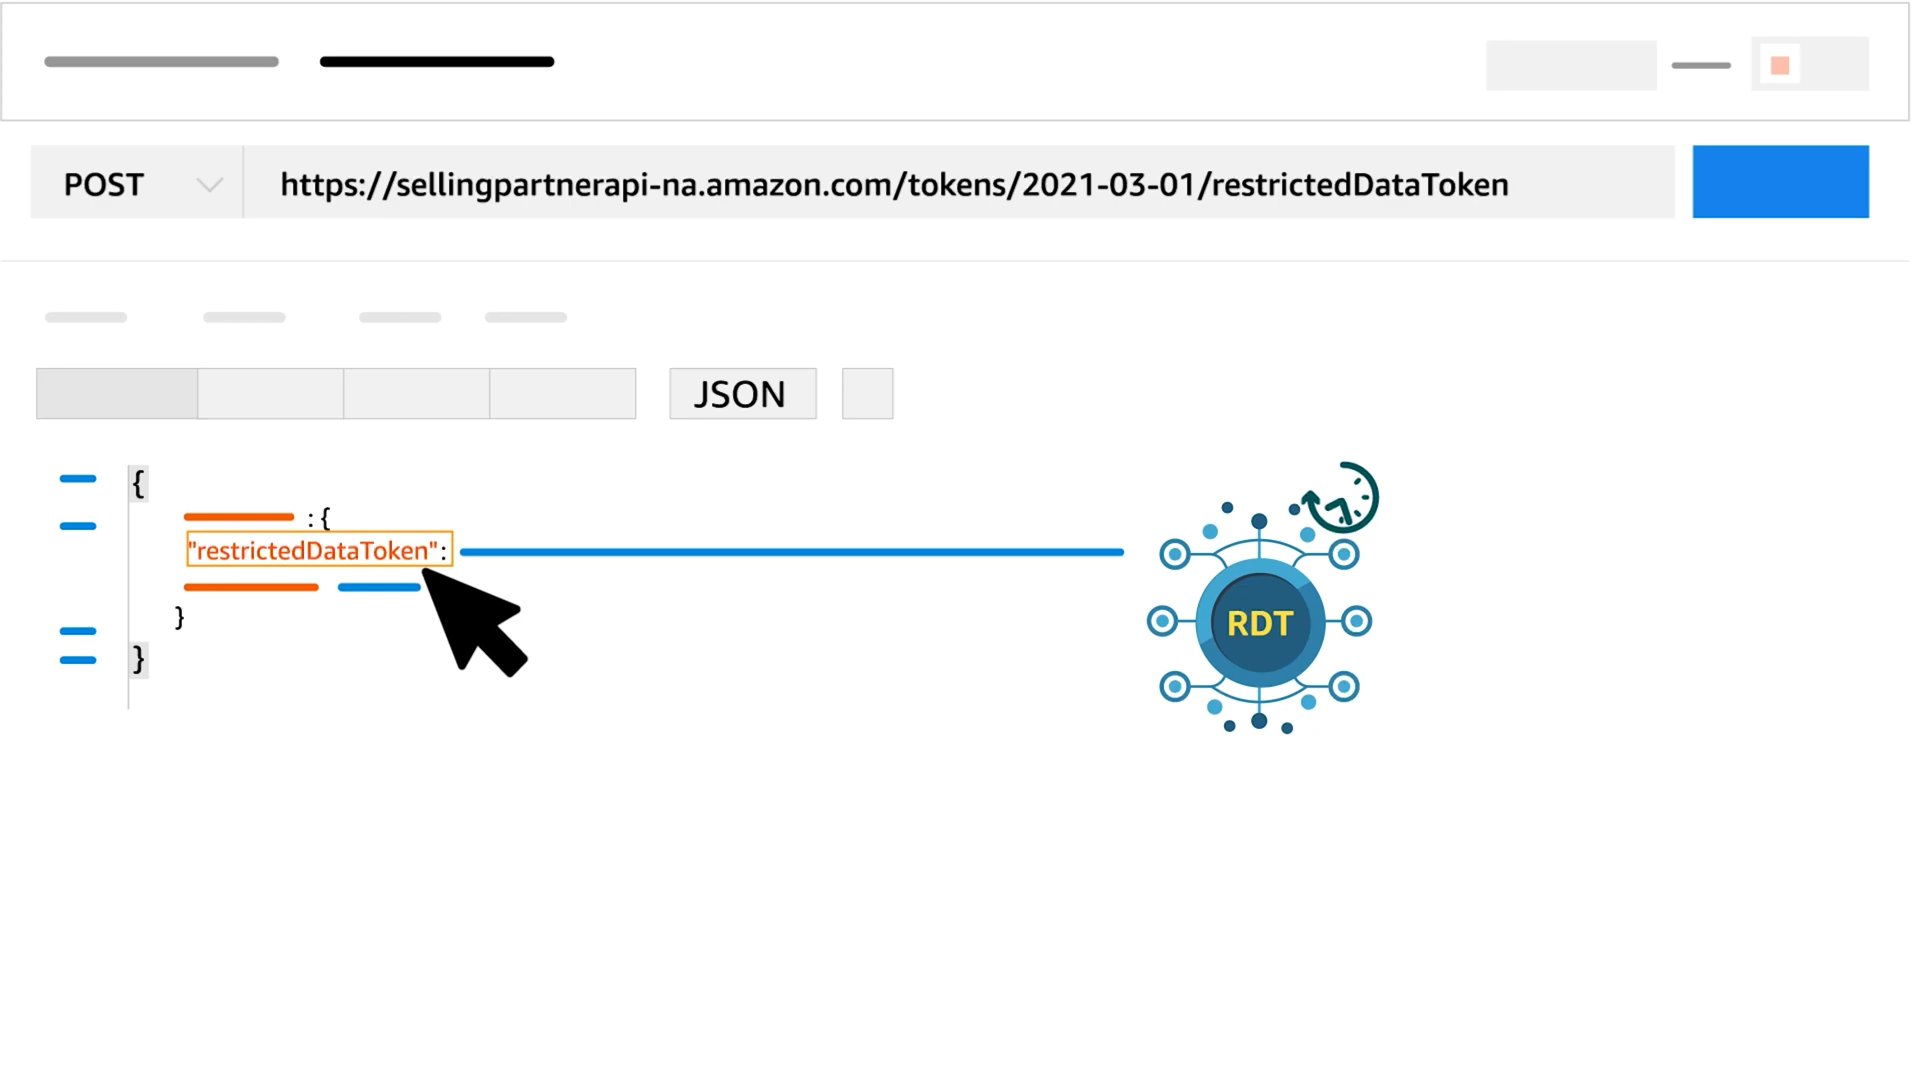 POST https://sellingpartnerapi-na.amazon.com/tokens/2021-03-01/restrictedDataToken
JSON
{
: {
"restrictedDataToken":
}
}
RDT